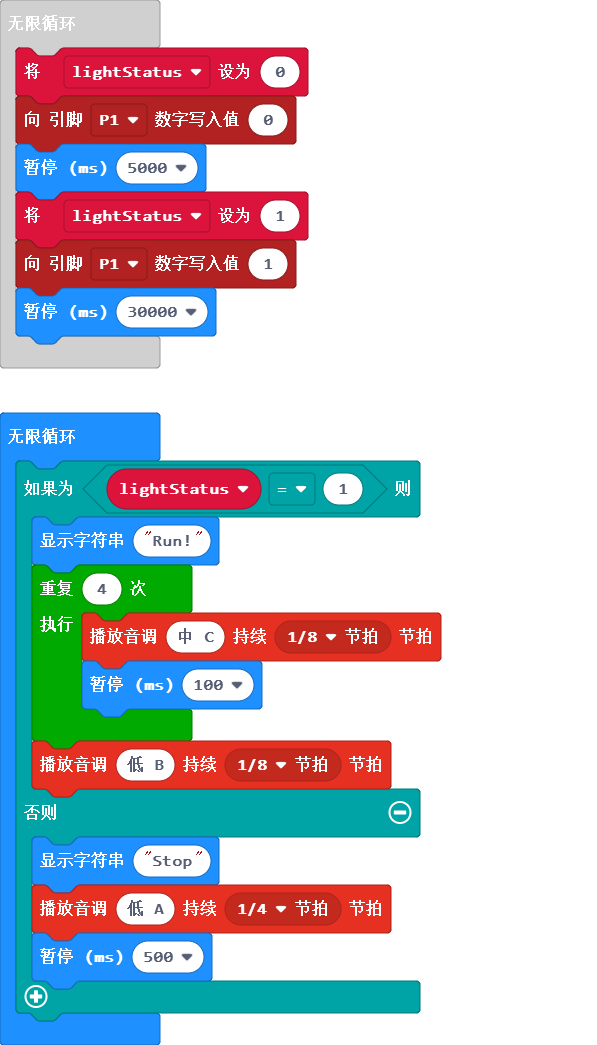 无限循环
将 lightStatus 设为 0
向 引脚 P1 数字写入值 0
暂停 (ms) 5000
将 lightStatus 设为 1
向 引脚 P1 数字写入值 1
暂停 (ms) 30000
无限循环
如果为 lightStatus = 1 则
显示字符串 "Run!"
重复 4 次
执行 播放音调 中 C 持续 1/8 节拍 节拍
暂停 (ms) 100
播放音调 低 B 持续 1/8 节拍 节拍
否则
显示字符串 "Stop"
播放音调 低 A 持续 1/4 节拍 节拍
暂停 (ms) 500